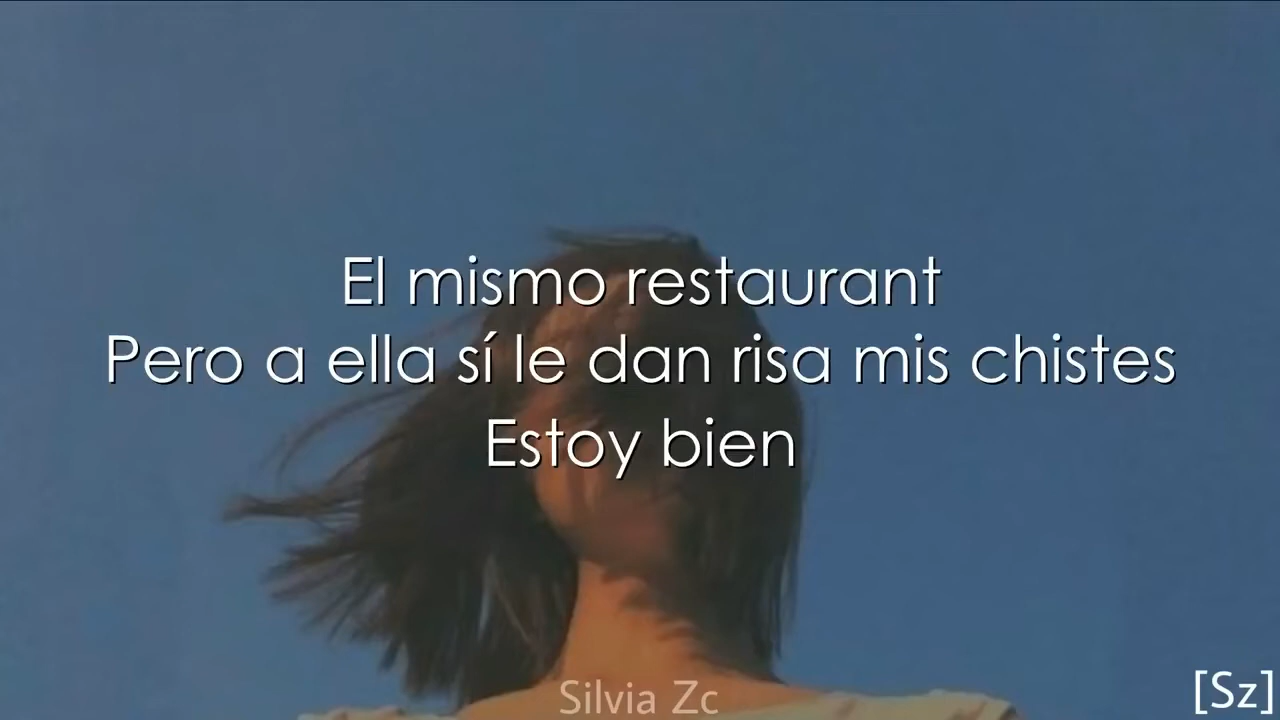 El mismo restaurant
Pero a ella sí le dan risa mis chistes
Estoy bien
Silvia Zc
[Sz]